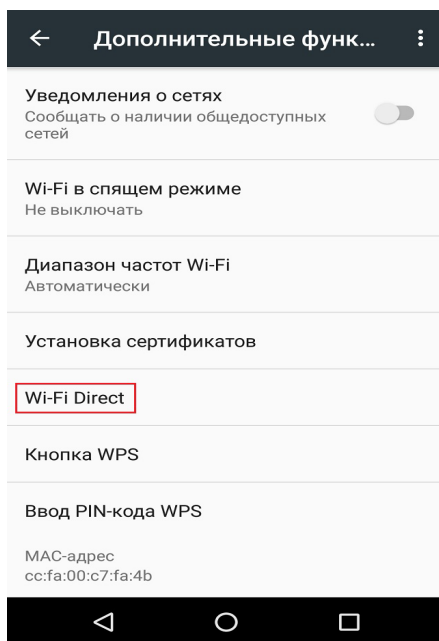 Дополнительные функ...
Уведомления о сетях
Сообщать о наличии общедоступных
сетей
Wi-Fi в спящем режиме
Не выключать
Диапазон частот Wi-Fi
Автоматически
Установка сертификатов
Wi-Fi Direct
Кнопка WPS
Ввод PIN-кода WPS
MAC-адрес
cc:fa:00:c7:fa:4b